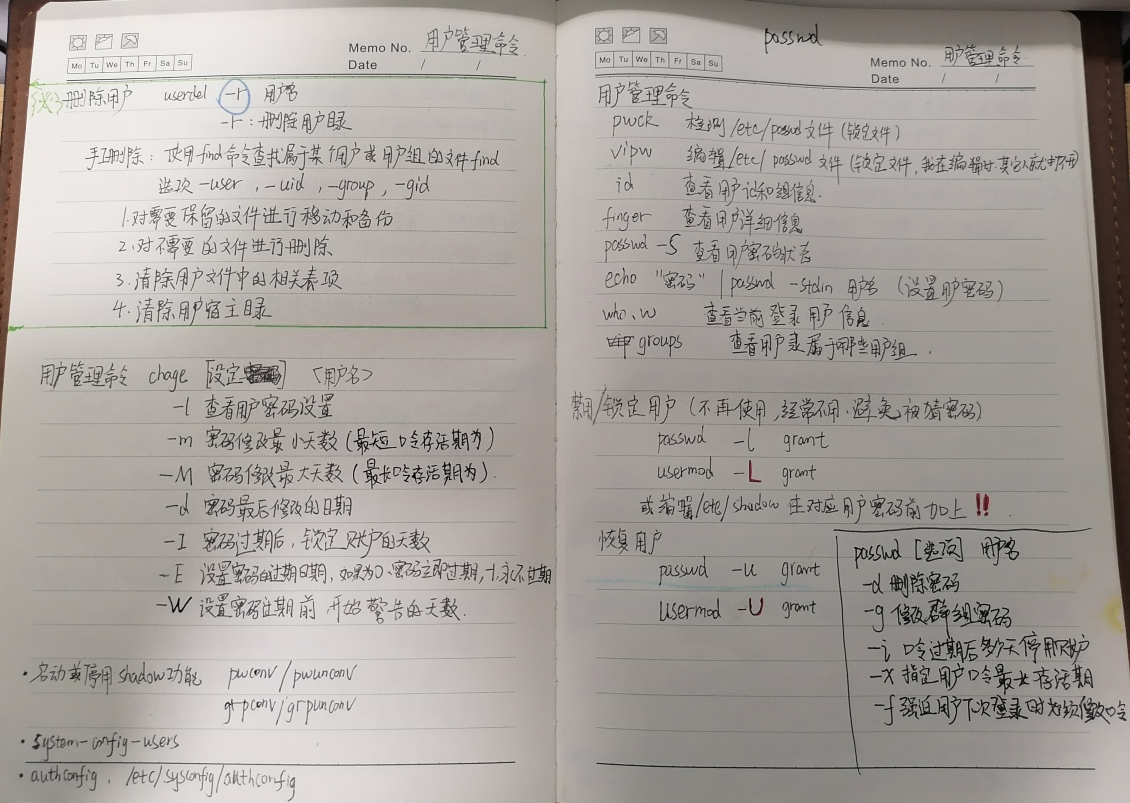 Memo No. 用户管理命令
Mo Tu We Th Fr Sa Su
Date / /
删除用户 userdel -r 用户名
-r：删除用户目录
手工删除：使用find命令查找属于某个用户或用户组的文件find
选项 -user，-uid，-group，-gid
1.对需要保留的文件进行移动和备份
2.对不需要的文件进行删除
3.清除用户文件中的相关表项
4.清除用户宿主目录
用户管理命令 chage [设定] <用户名>
-l 查看用户密码设置
-m 密码修改最小天数(最短口令存活期为)
-M 密码修改最大天数(最长口令存活期为).
-d 密码最后修改的日期
-I 密码过期后，锁定账户的天数
-E 设置密码的过期日期，如果为0、密码立即过期，-1.永不过期
-W 设置密码过期前开始警告的天数.
·启动或停用shadow功能 pwconv/pwunconv
grpconv/grpunconv
·system-config-users
·authconfig、/etc/sysconfig/authconfig
passwd
Memo No. 用户管理命令
Mo Tu We Th Fr Sa Su
Date / /
用户管理命令
pwck 检测/etc/passwd文件(锁定文件)
vipw 编辑/etc/passwd文件(锁定文件，我在编辑时.其它人就打不开)
id 查看用户id和组信息.
finger 查看用户详细信息
passwd -S 查看用户密码状态
echo "密码" | passwd -stdin 用户名 (设置用户密码)
who、w 查看当前登录用户信息.
groups 查看用户隶属于哪些用户组.
禁用/锁定用户 (不再使用，经常不用.避免被猜密码)
passwd -l grant
usermod -L grant
或编辑/etc/shadow在对应用户密码前加上!!.
恢复用户
passwd -u grant
usermod -U grant
passwd [选项] 用户名
-d 删除密码
-g 修改群组密码
-i 口令过期后多少天停用账户
-x 指定用户口令最长存活期
-f 强迫用户下次登录时必须修改口令